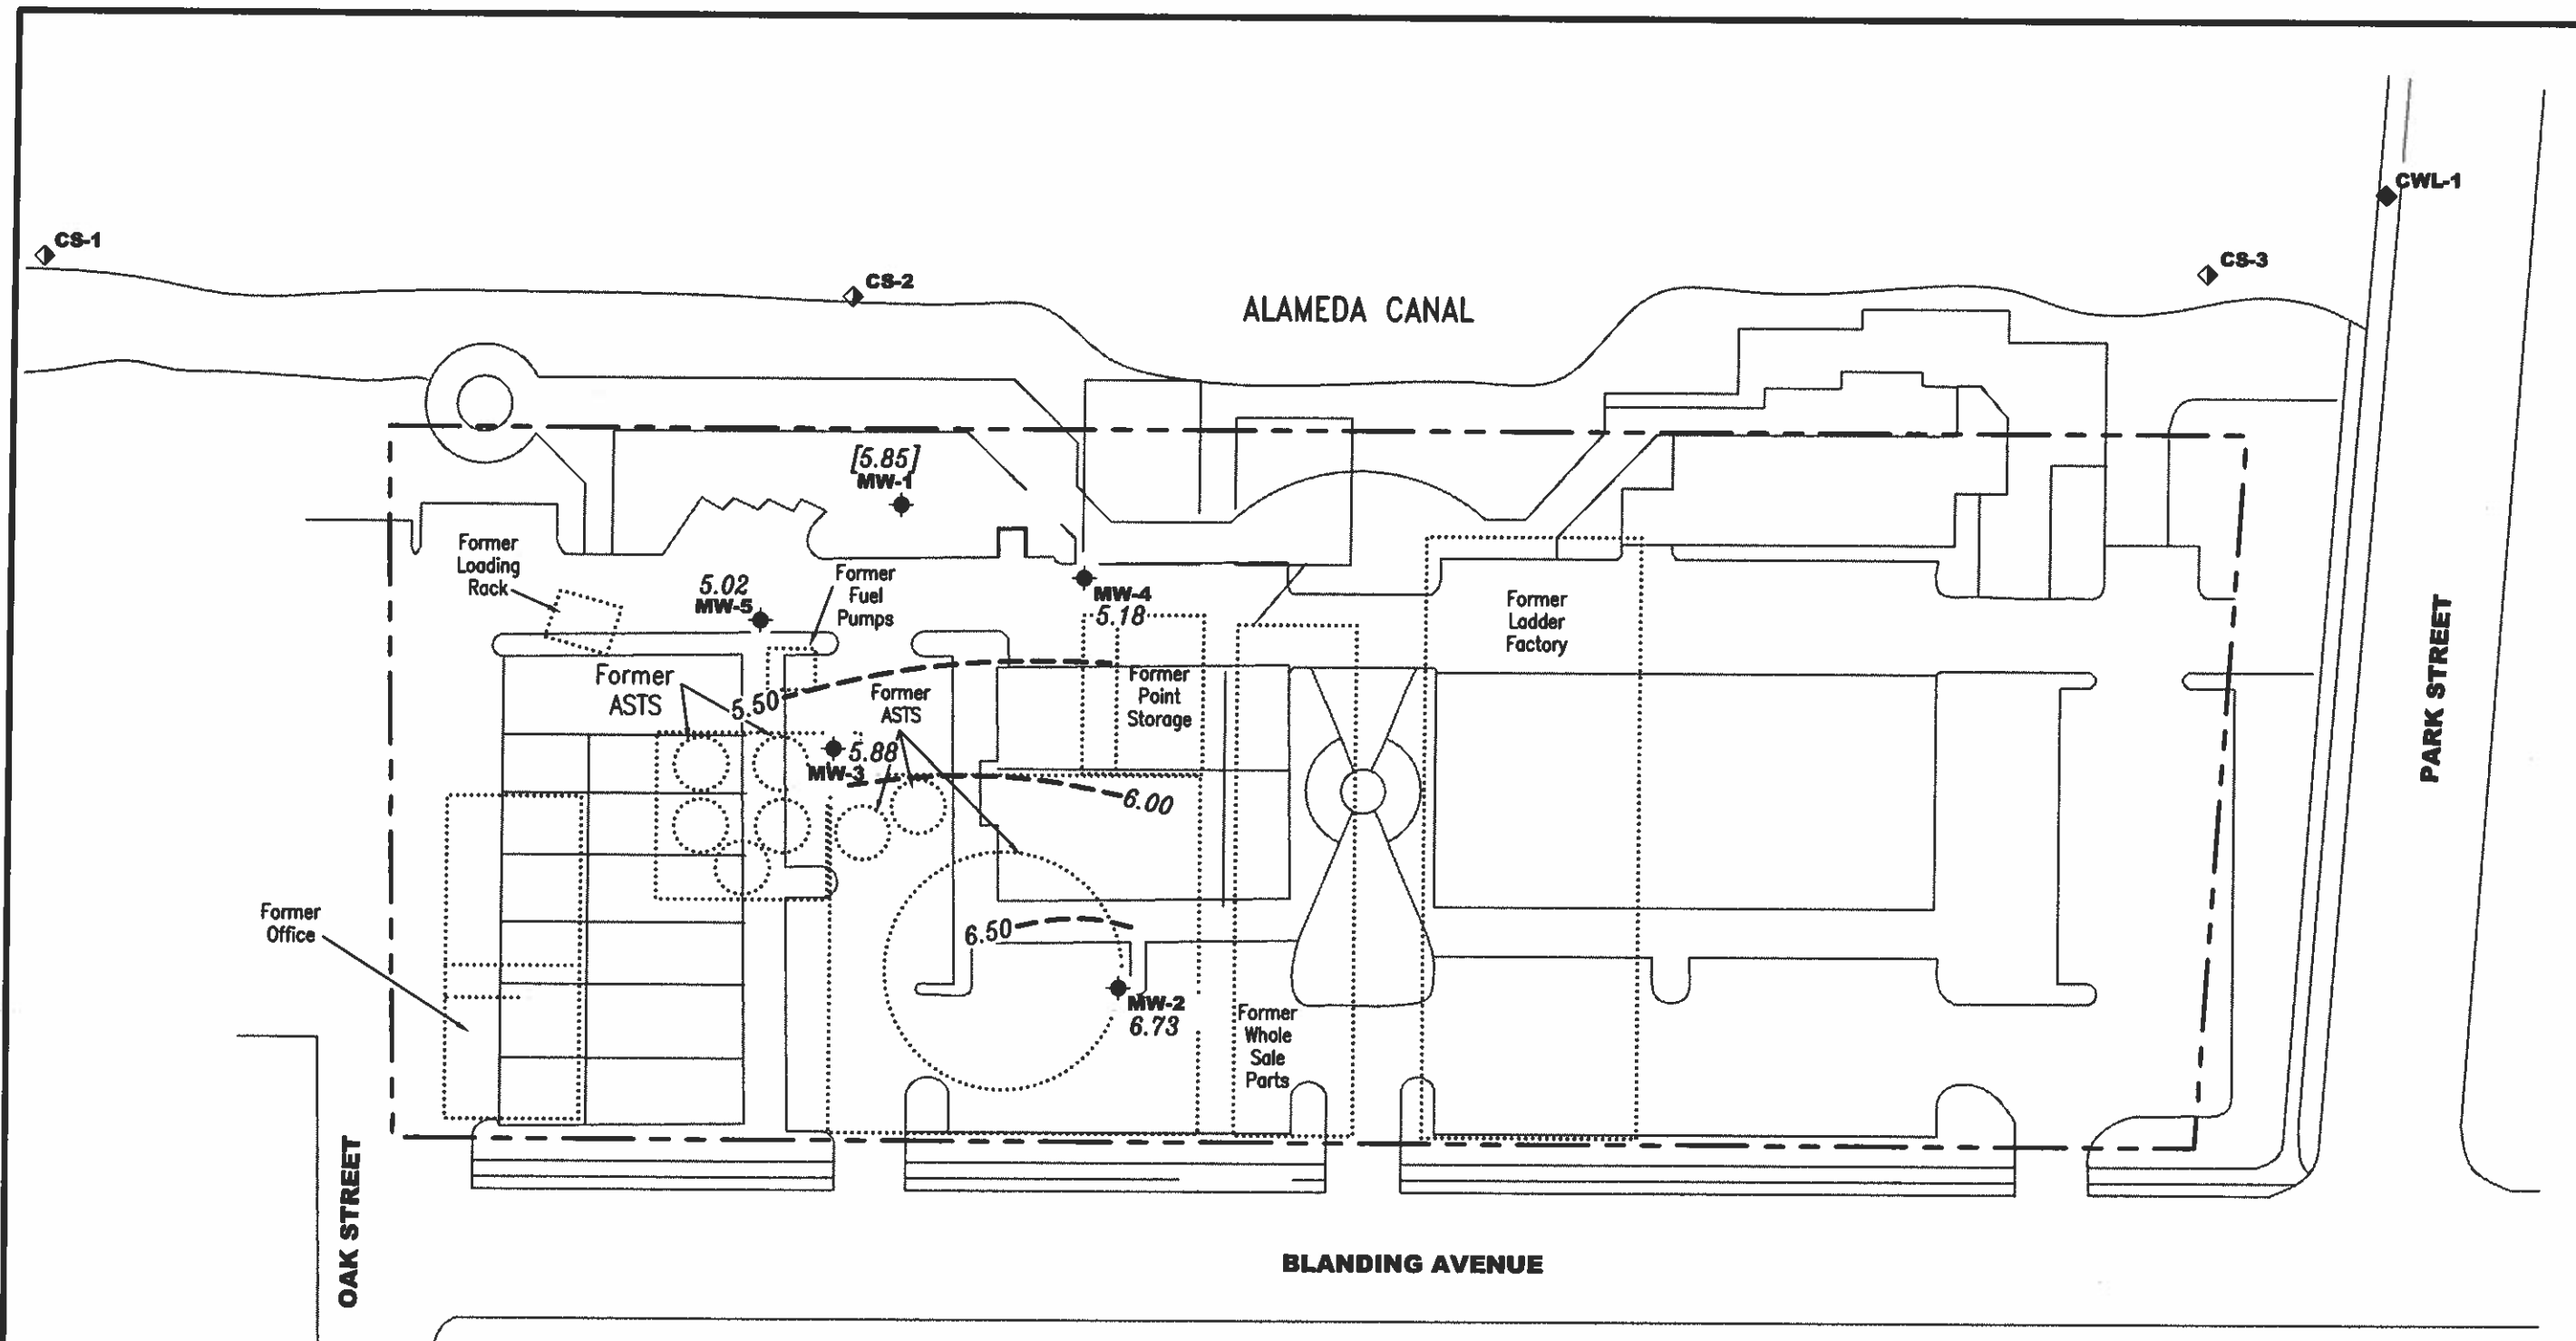 CWL-1
CS-1
CS-3
CS-2
ALAMEDA CANAL
[5.85]
MW-1
Former
Loading
Rack
5.02
MW-5
Former
Fuel
Pumps
MW-4
5.18
Former
Ladder
Factory
PARK STREET
Former
ASTS
5.50
Former
ASTS
Former
Point
Storage
5.88
MW-3
6.00
Former
Office
6.50
MW-2
6.73
Former
Whole
Sale
Parts
OAK STREET
BLANDING AVENUE